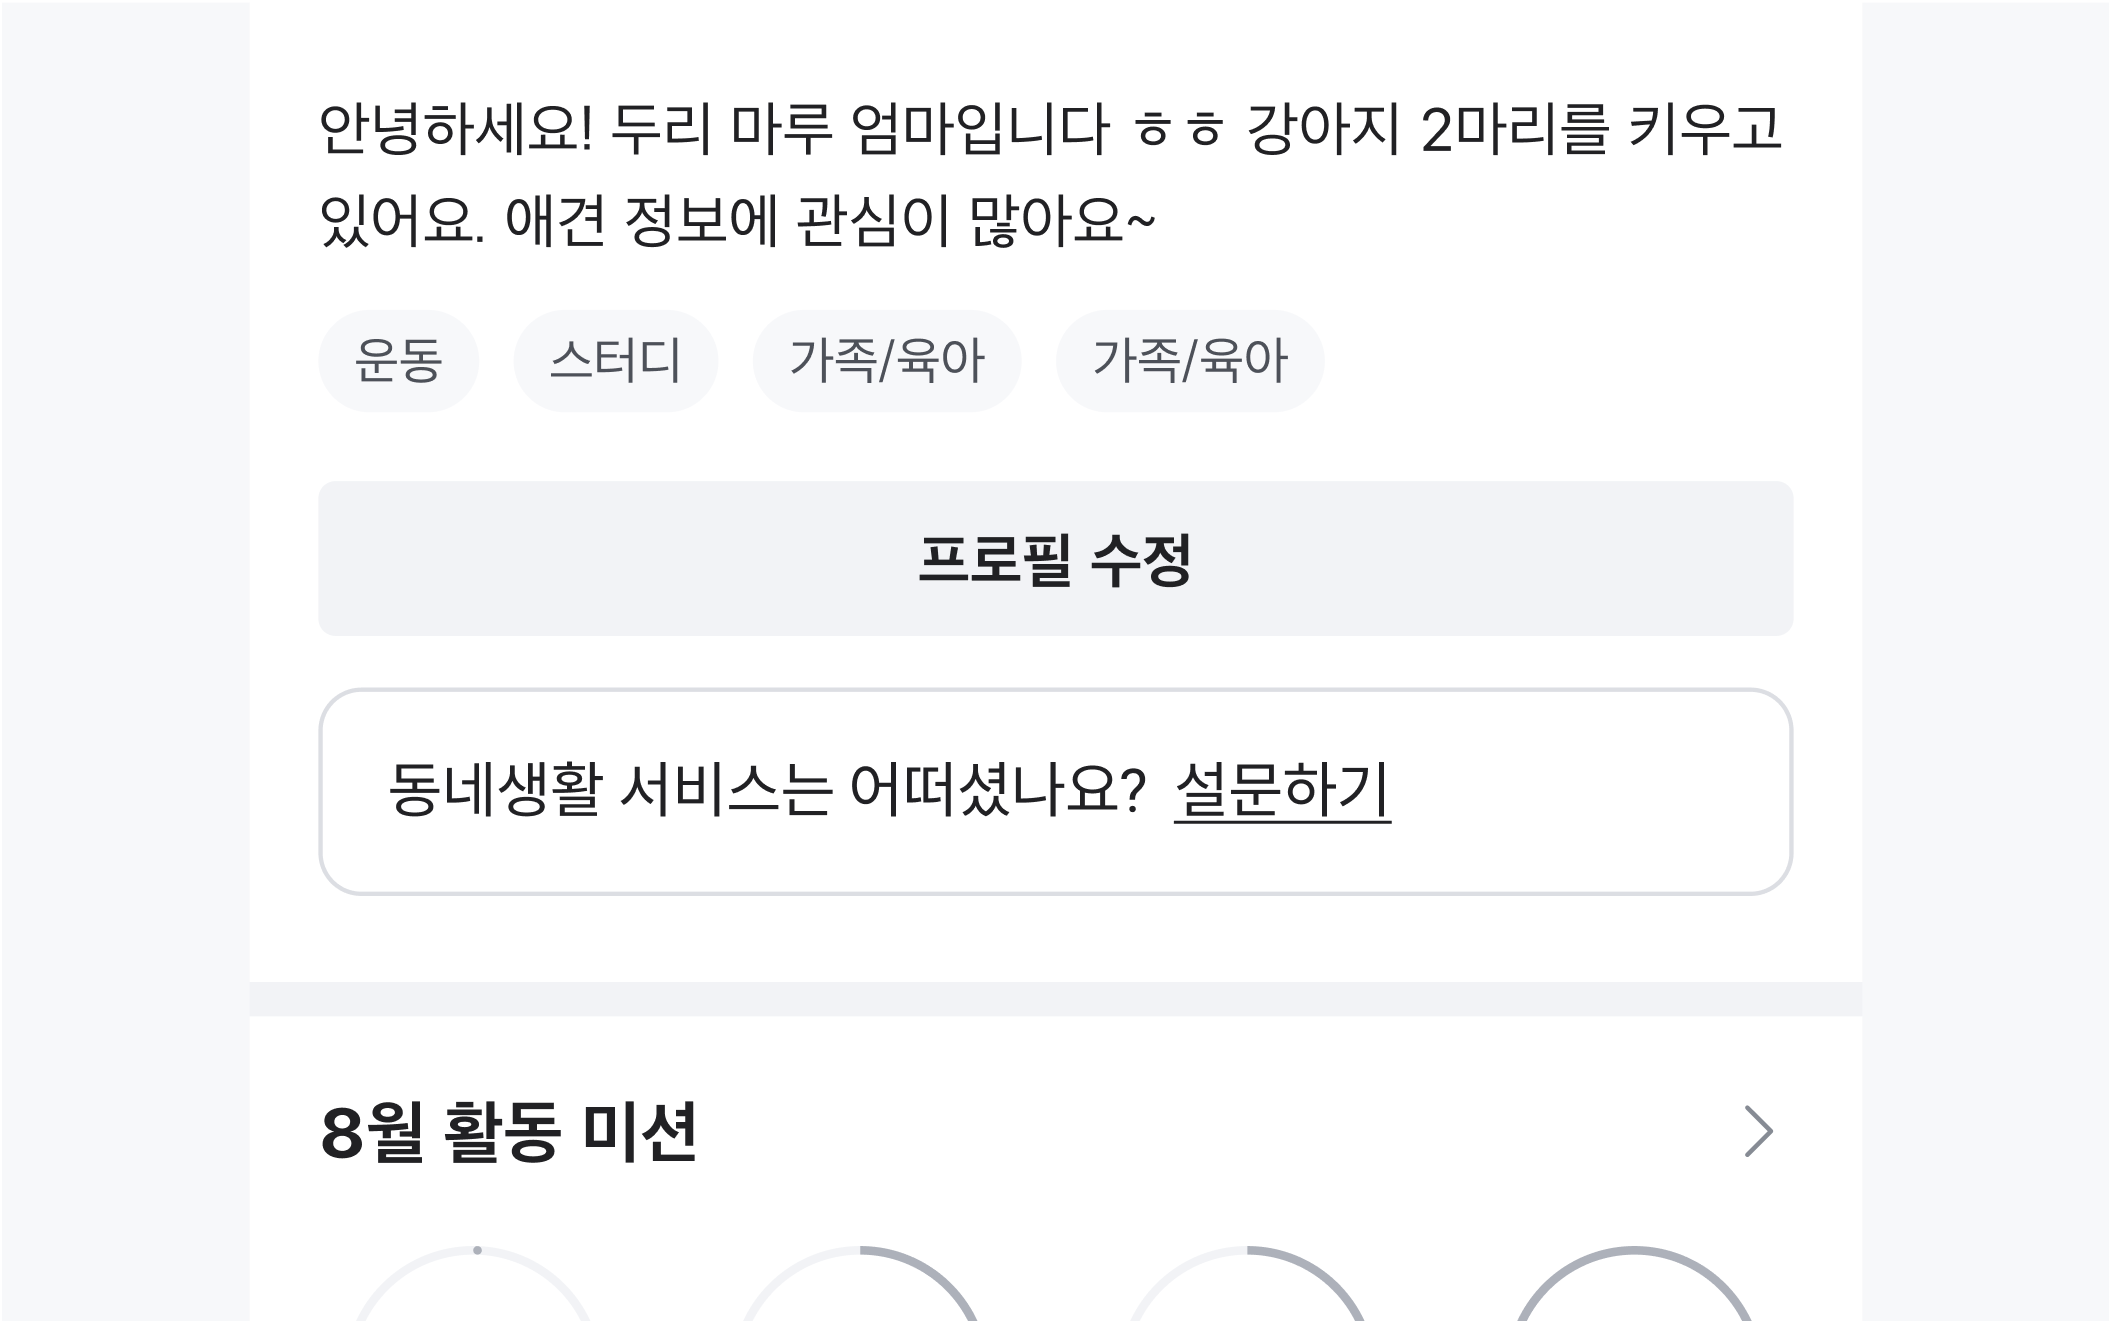 안녕하세요! 두리 마루 엄마입니다 ㅎㅎ 강아지 2마리를 키우고
있어요. 애견 정보에 관심이 많아요~
운동 스터디 가족/육아 가족/육아
프로필 수정
동네생활 서비스는 어떠셨나요? 설문하기
8월 활동 미션